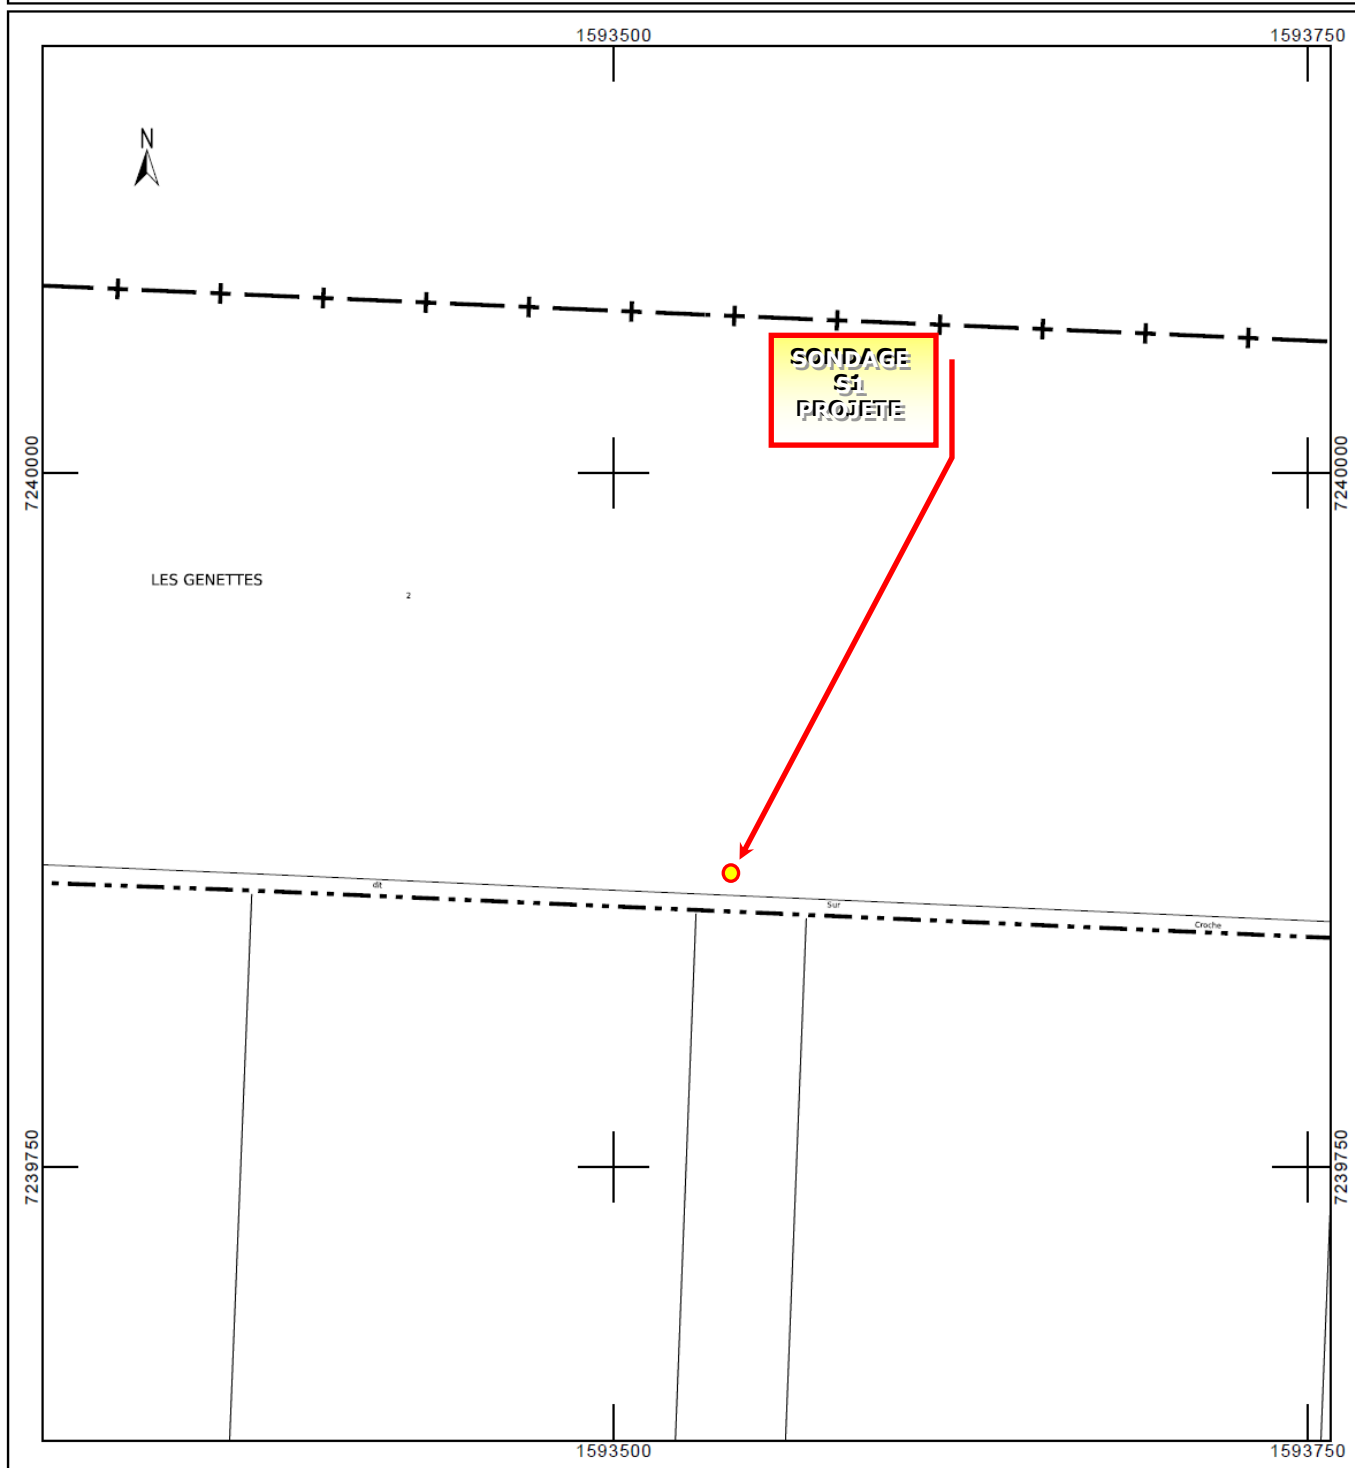 1593500 1593750
N
SONDAGE
S1
PROJETE
7240000 7240000
LES GENETTES
2
dit
Sur
Croche
7239750 7239750
1593500 1593750